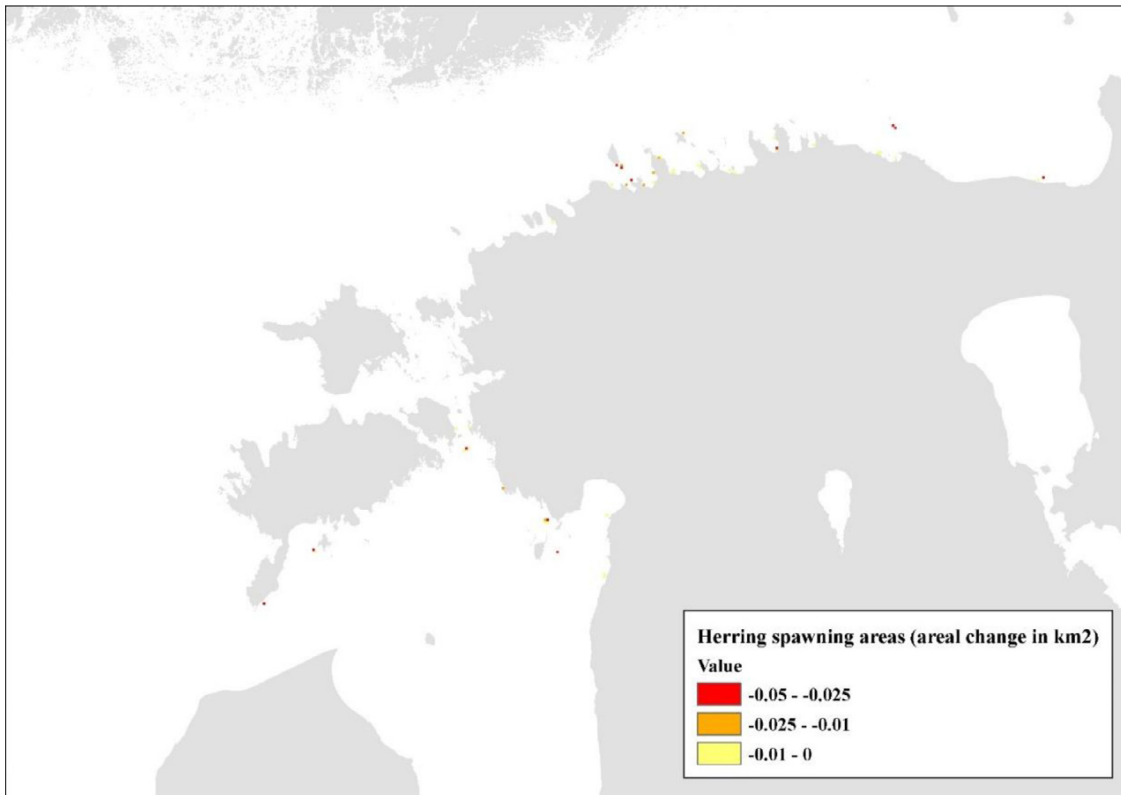 Herring spawning areas (areal change in km2)
Value
-0.05 - -0.025
-0.025 - -0.01
-0.01 - 0